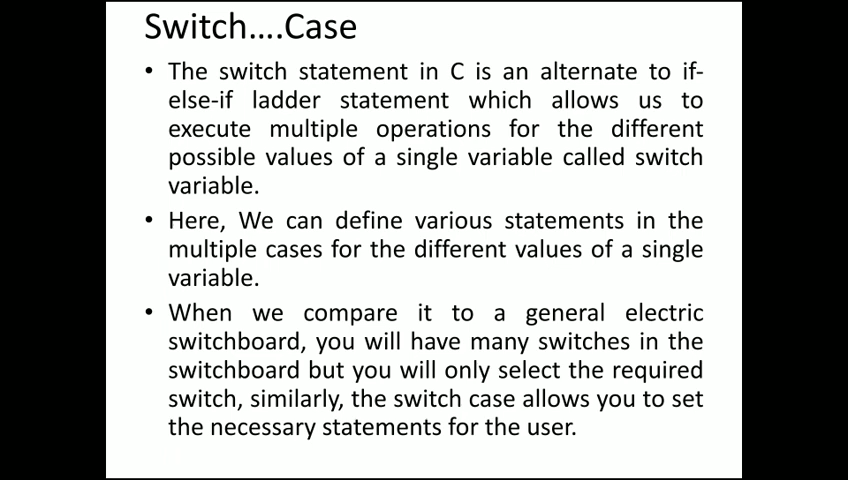 Switch....Case
• The switch statement in C is an alternate to if-
else-if ladder statement which allows us to
execute multiple operations for the different
possible values of a single variable called switch
variable.
• Here, We can define various statements in the
multiple cases for the different values of a single
variable.
• When we compare it to a general electric
switchboard, you will have many switches in the
switchboard but you will only select the required
switch, similarly, the switch case allows you to set
the necessary statements for the user.